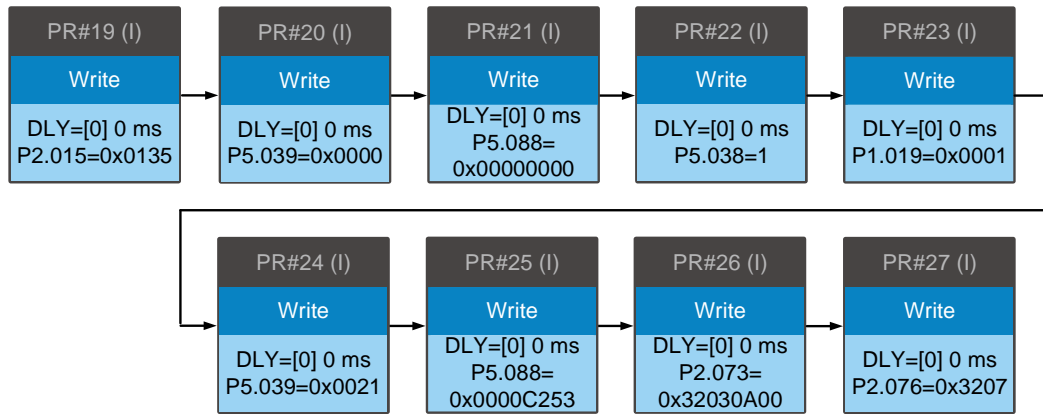 PR#19 (I)
Write
DLY=[0] 0 ms
P2.015=0x0135
PR#20 (I)
Write
DLY=[0] 0 ms
P5.039=0x0000
PR#21 (I)
Write
DLY=[0] 0 ms
P5.088=
0x00000000
PR#22 (I)
Write
DLY=[0] 0 ms
P5.038=1
PR#23 (I)
Write
DLY=[0] 0 ms
P1.019=0x0001
PR#24 (I)
Write
DLY=[0] 0 ms
P5.039=0x0021
PR#25 (I)
Write
DLY=[0] 0 ms
P5.088=
0x0000C253
PR#26 (I)
Write
DLY=[0] 0 ms
P2.073=
0x32030A00
PR#27 (I)
Write
DLY=[0] 0 ms
P2.076=0x3207